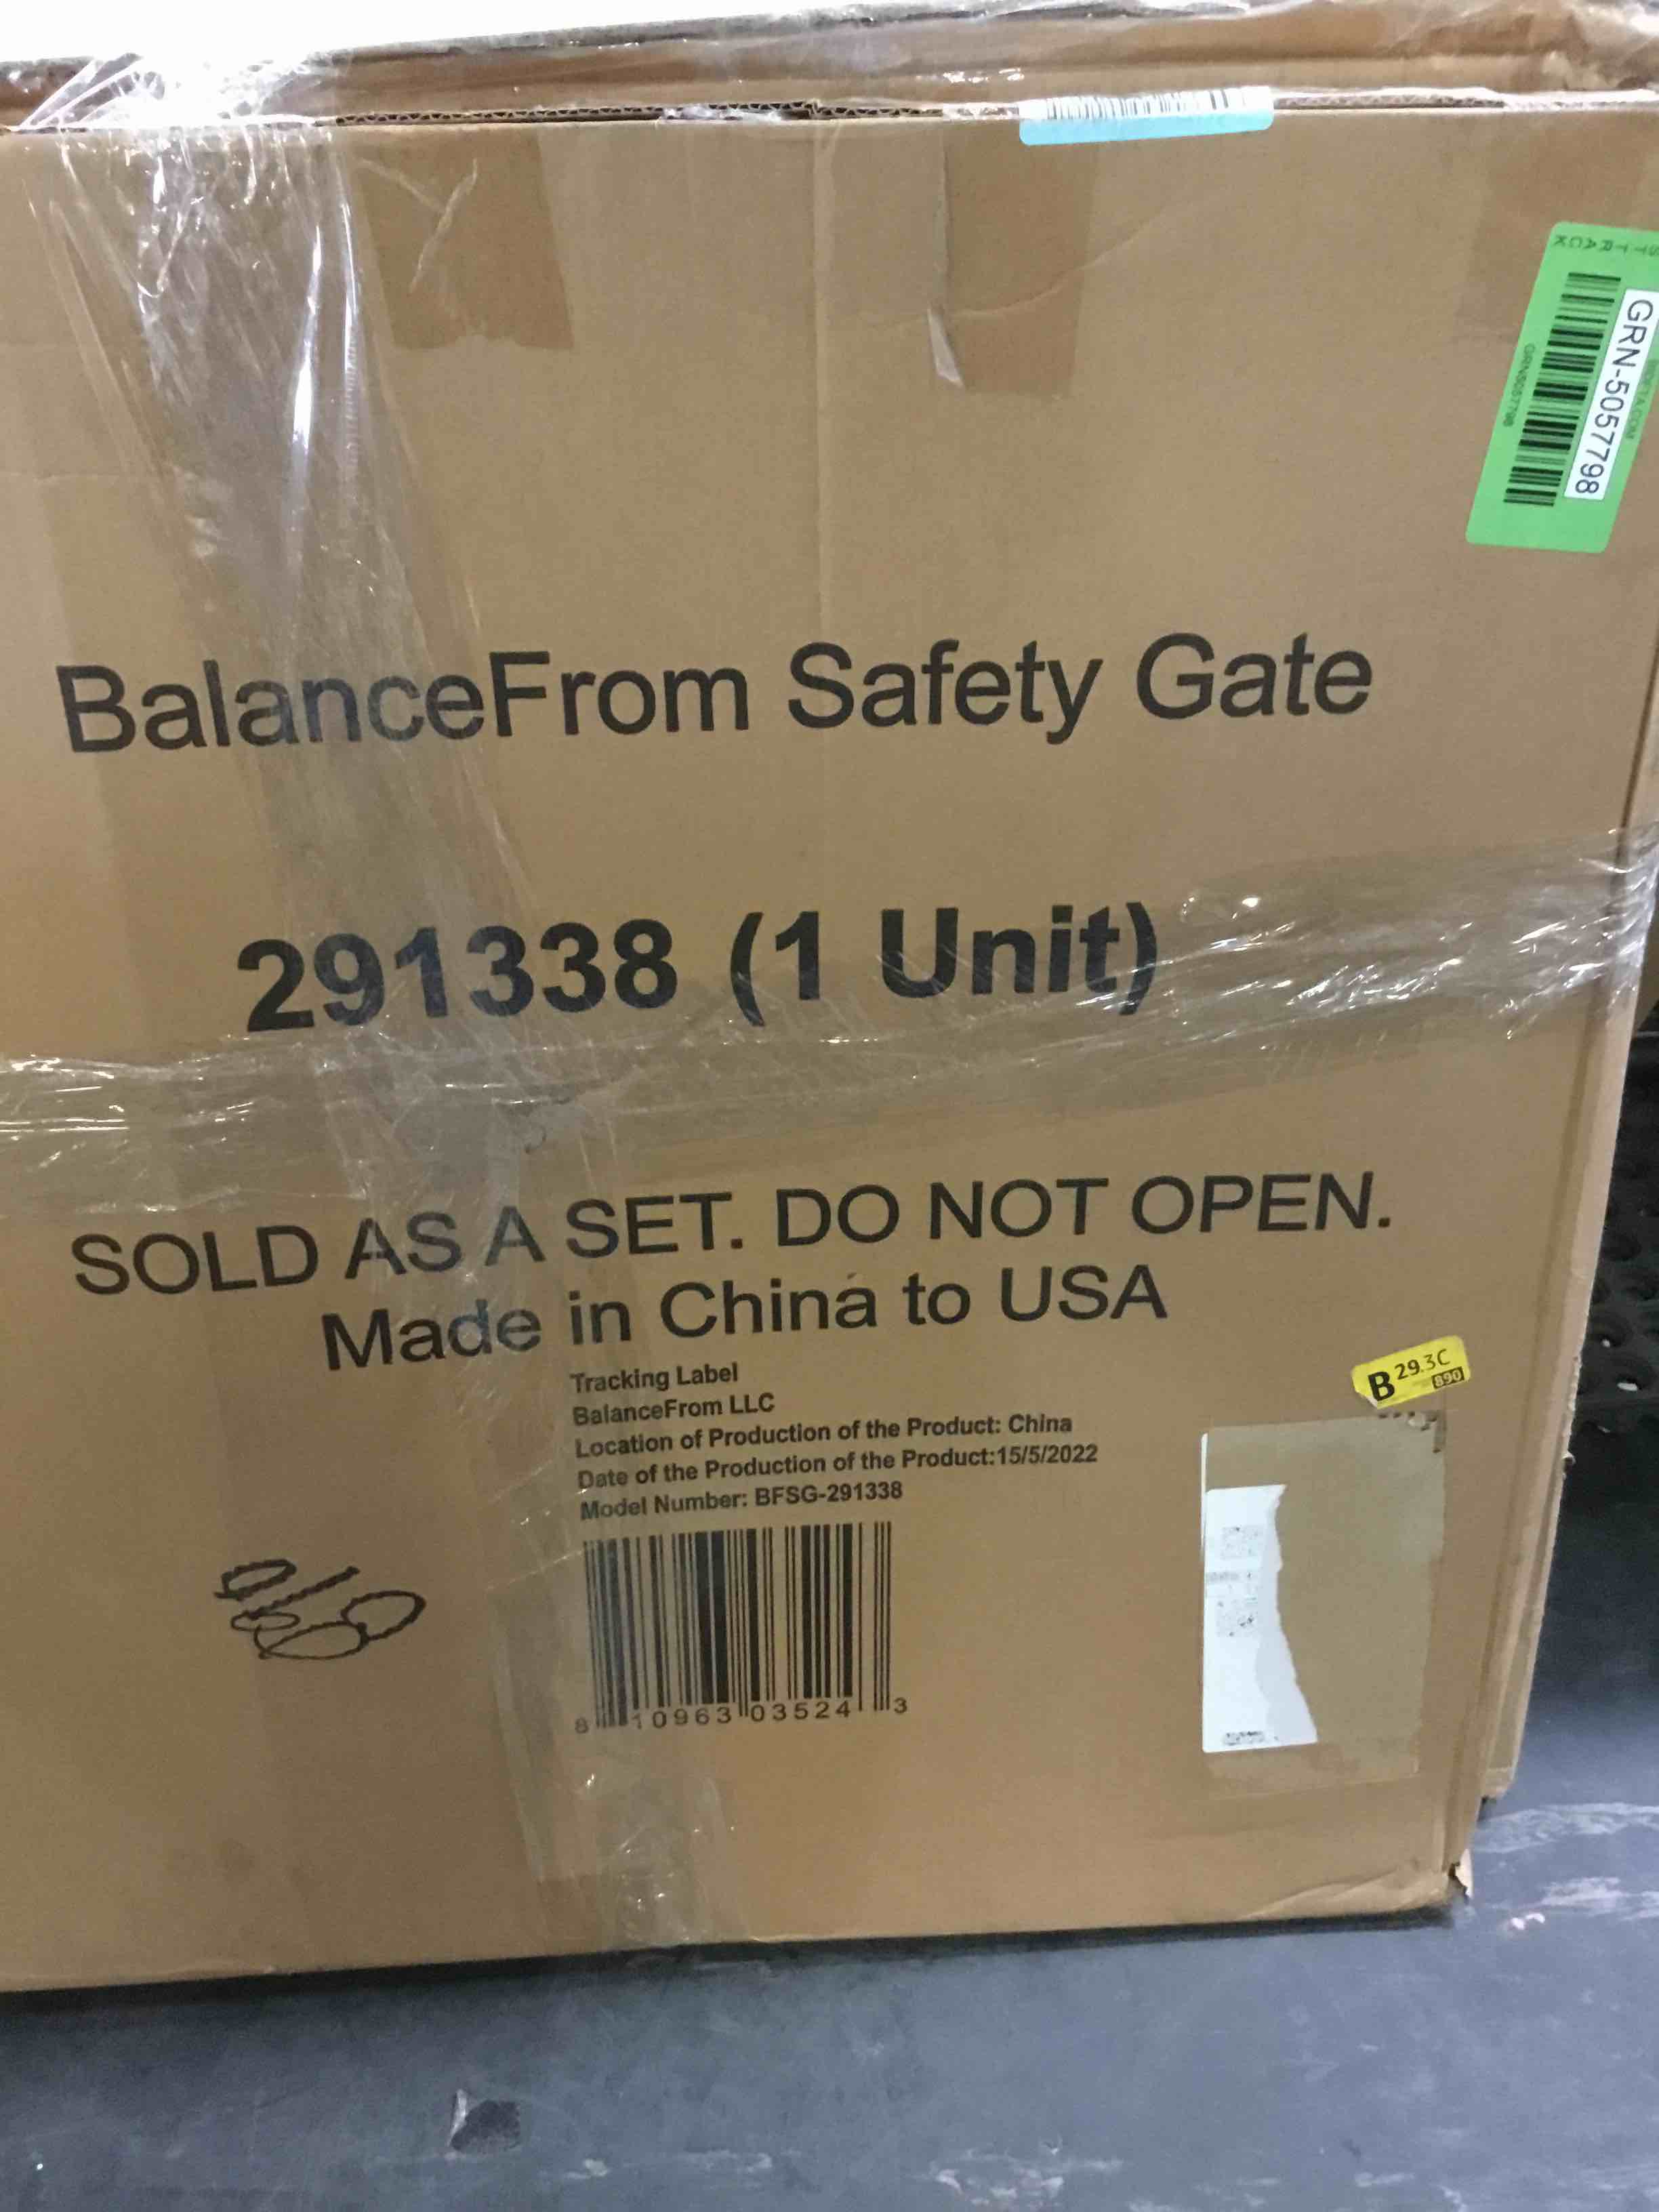 GRN-5057798
GRN5057798
BalanceFrom Safety Gate
291338 (1 Unit)
SOLD AS A SET. DO NOT OPEN.
Made in China to USA
Tracking Label
BalanceFrom LLC
Location of Production of the Product: China
Date of the Production of the Product:15/5/2022
Model Number: BFSG-291338
B 29.3C
890
8 10963 03524 3